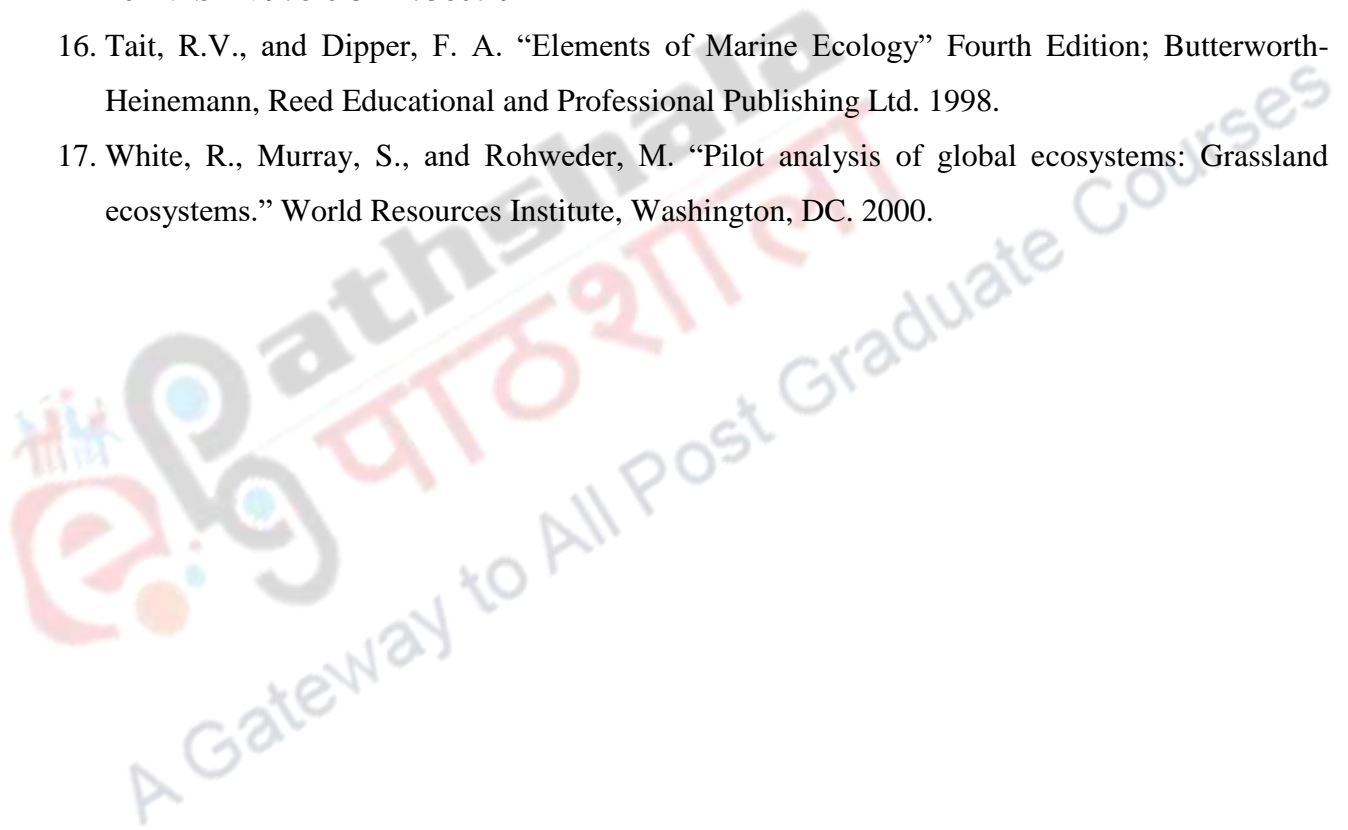 16. Tait, R.V., and Dipper, F. A. “Elements of Marine Ecology” Fourth Edition; Butterworth-
Heinemann, Reed Educational and Professional Publishing Ltd. 1998.
17. White, R., Murray, S., and Rohweder, M. “Pilot analysis of global ecosystems: Grassland
ecosystems.” World Resources Institute, Washington, DC. 2000.
e Pathshala
पाठशाला
A Gateway to All Post Graduate Courses